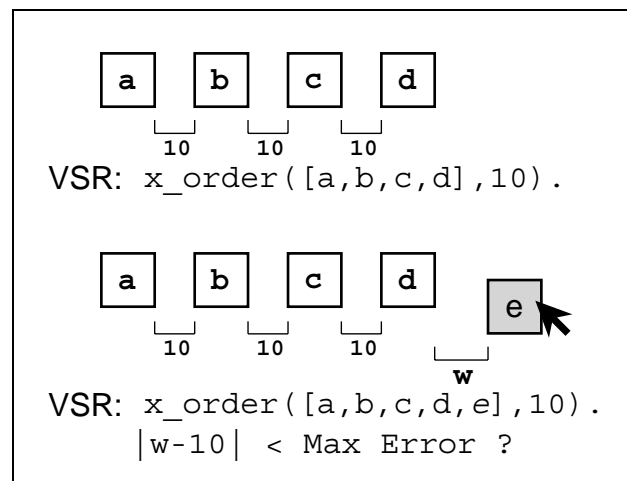 a b c d
10 10 10
VSR: x_order([a,b,c,d],10).
a b c d
e
10 10 10
w
VSR: x_order([a,b,c,d,e],10).
|w-10| < Max Error ?